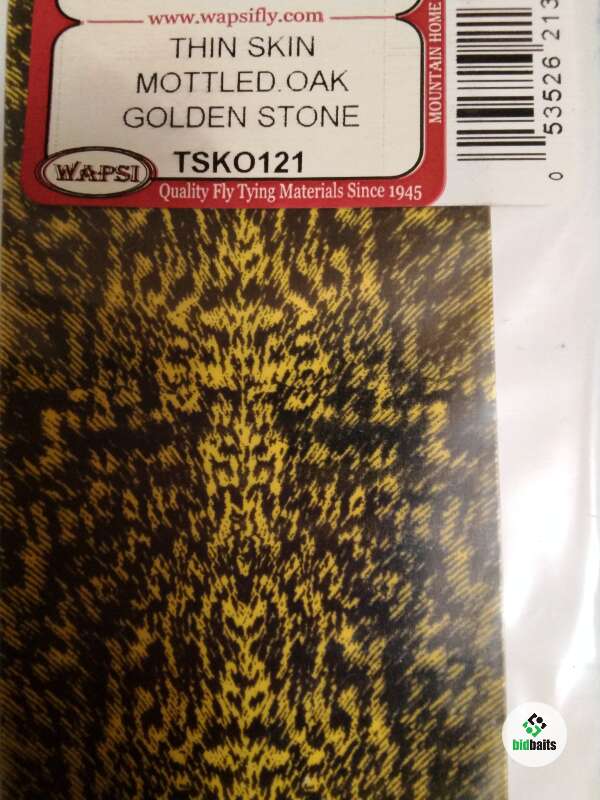 www.wapsifly.com
THIN SKIN
MOTTLED.OAK
GOLDEN STONE
TSKO121
WAPSI
Quality Fly Tying Materials Since 1945
MOUNTAIN HOME
0 53526 213
bidbaits